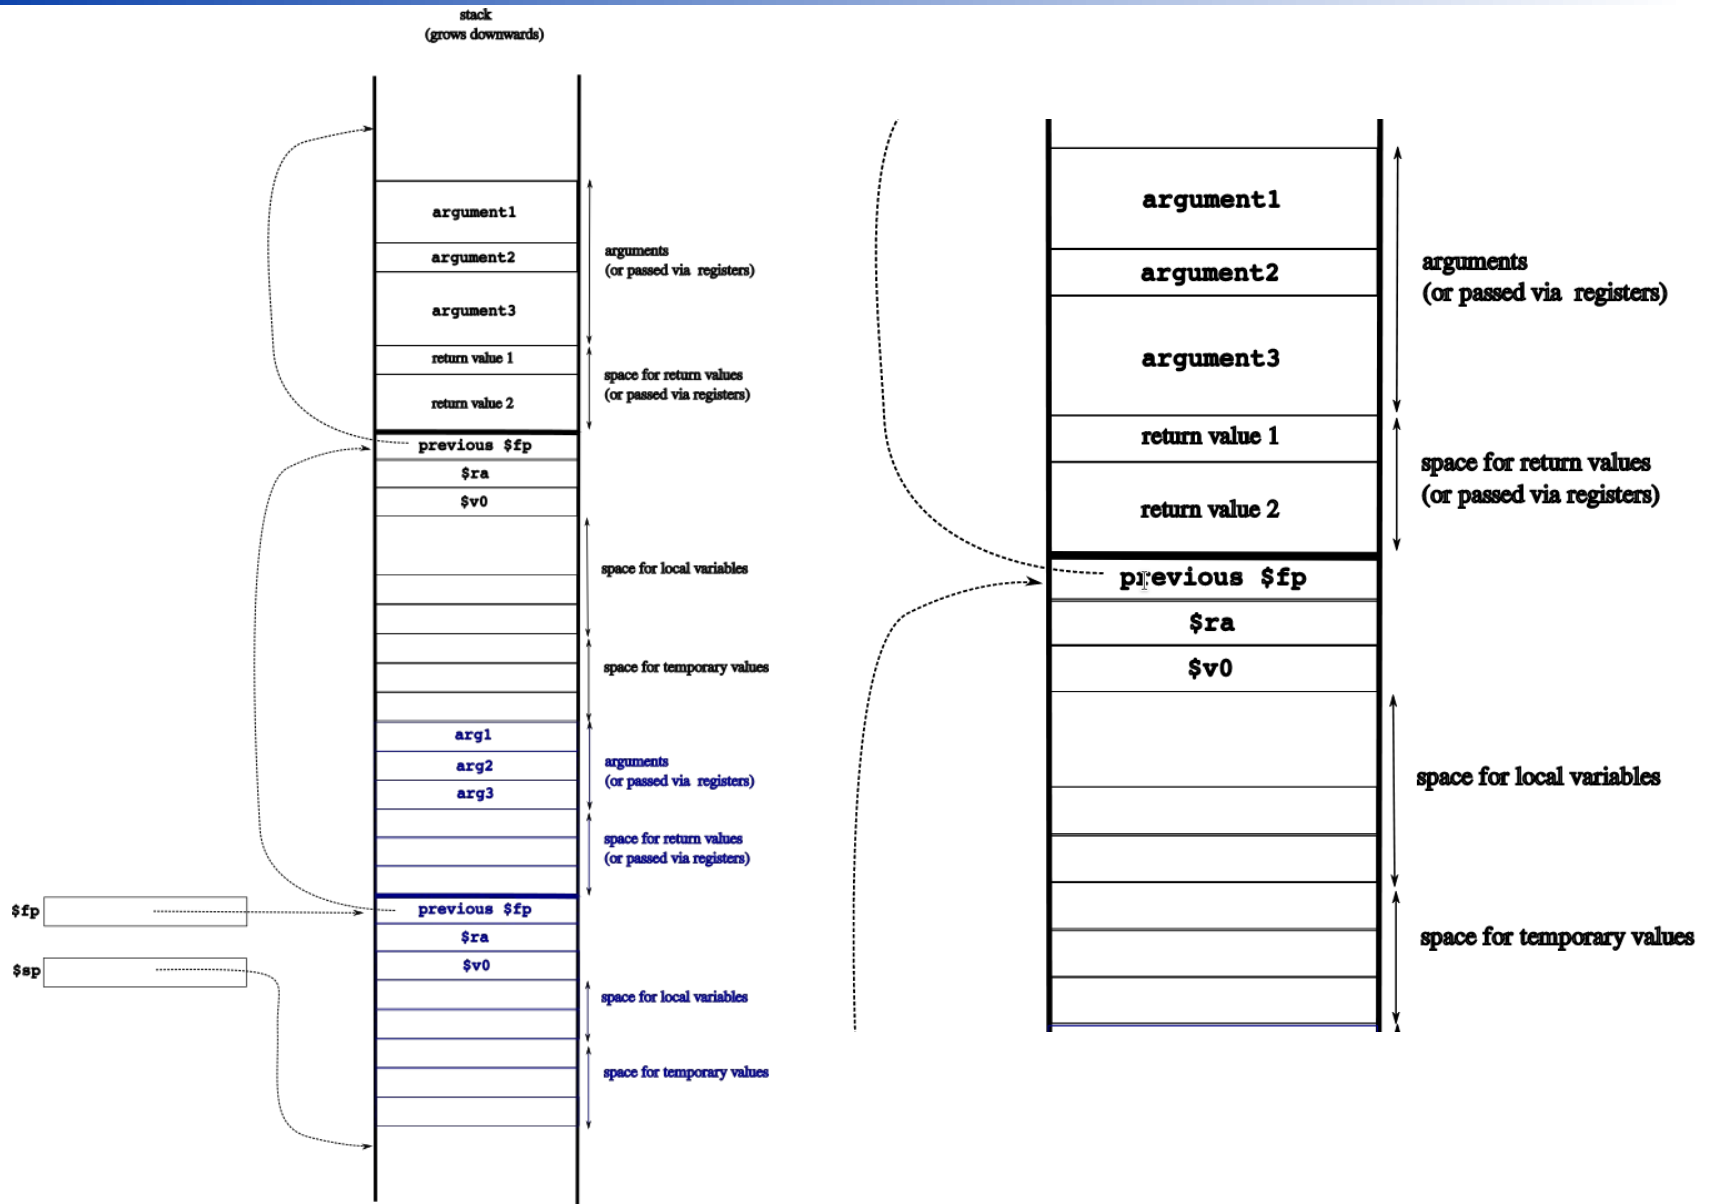 stack
(grows downwards)
argument1
argument2
argument3
arguments
(or passed via registers)
return value 1
return value 2
space for return values
(or passed via registers)
previous $fp
$ra
$v0
space for local variables
space for temporary values
arg1
arg2
arg3
arguments
(or passed via registers)
space for return values
(or passed via registers)
$fp
previous $fp
$ra
$sp
$v0
space for local variables
space for temporary values
argument1
argument2
argument3
arguments
(or passed via registers)
return value 1
return value 2
space for return values
(or passed via registers)
previous $fp
$ra
$v0
space for local variables
space for temporary values